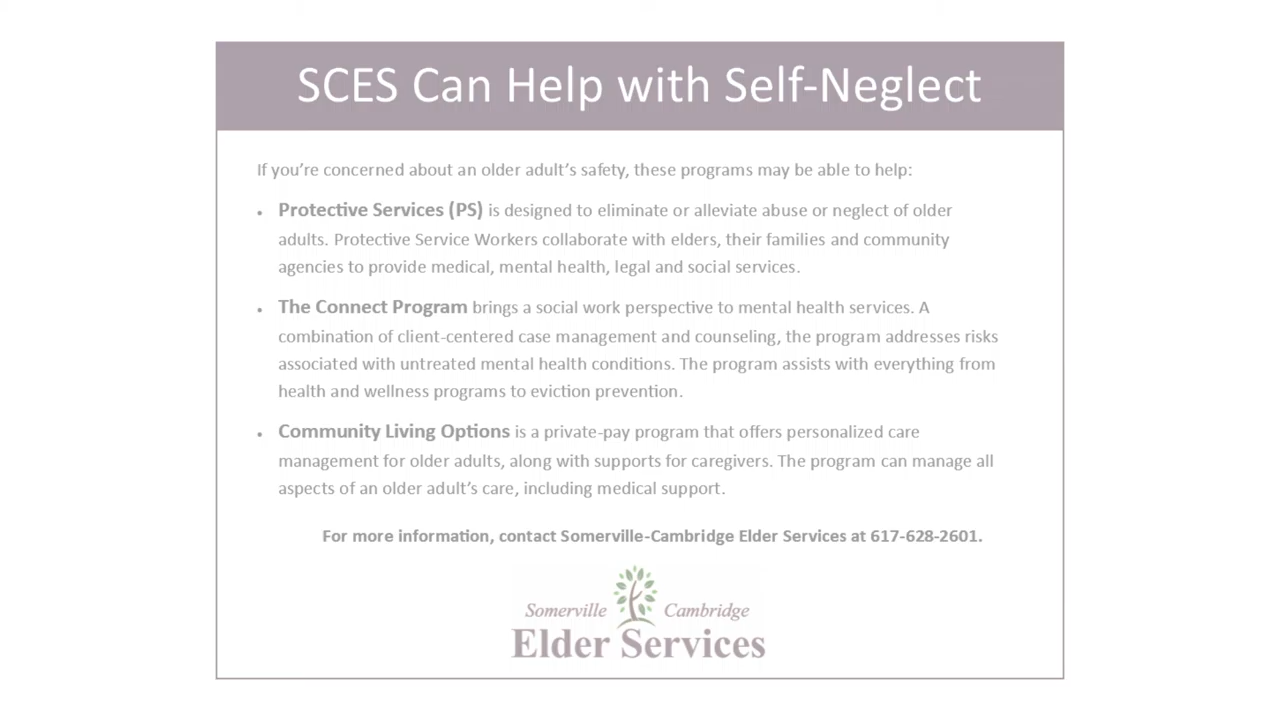 SCES Can Help with Self-Neglect
If you’re concerned about an older adult’s safety, these programs may be able to help:
• Protective Services (PS) is designed to eliminate or alleviate abuse or neglect of older
adults. Protective Service Workers collaborate with elders, their families and community
agencies to provide medical, mental health, legal and social services.
• The Connect Program brings a social work perspective to mental health services. A
combination of client-centered case management and counseling, the program addresses risks
associated with untreated mental health conditions. The program assists with everything from
health and wellness programs to eviction prevention.
• Community Living Options is a private-pay program that offers personalized care
management for older adults, along with supports for caregivers. The program can manage all
aspects of an older adult’s care, including medical support.
For more information, contact Somerville-Cambridge Elder Services at 617-628-2601.
Somerville Cambridge
Elder Services